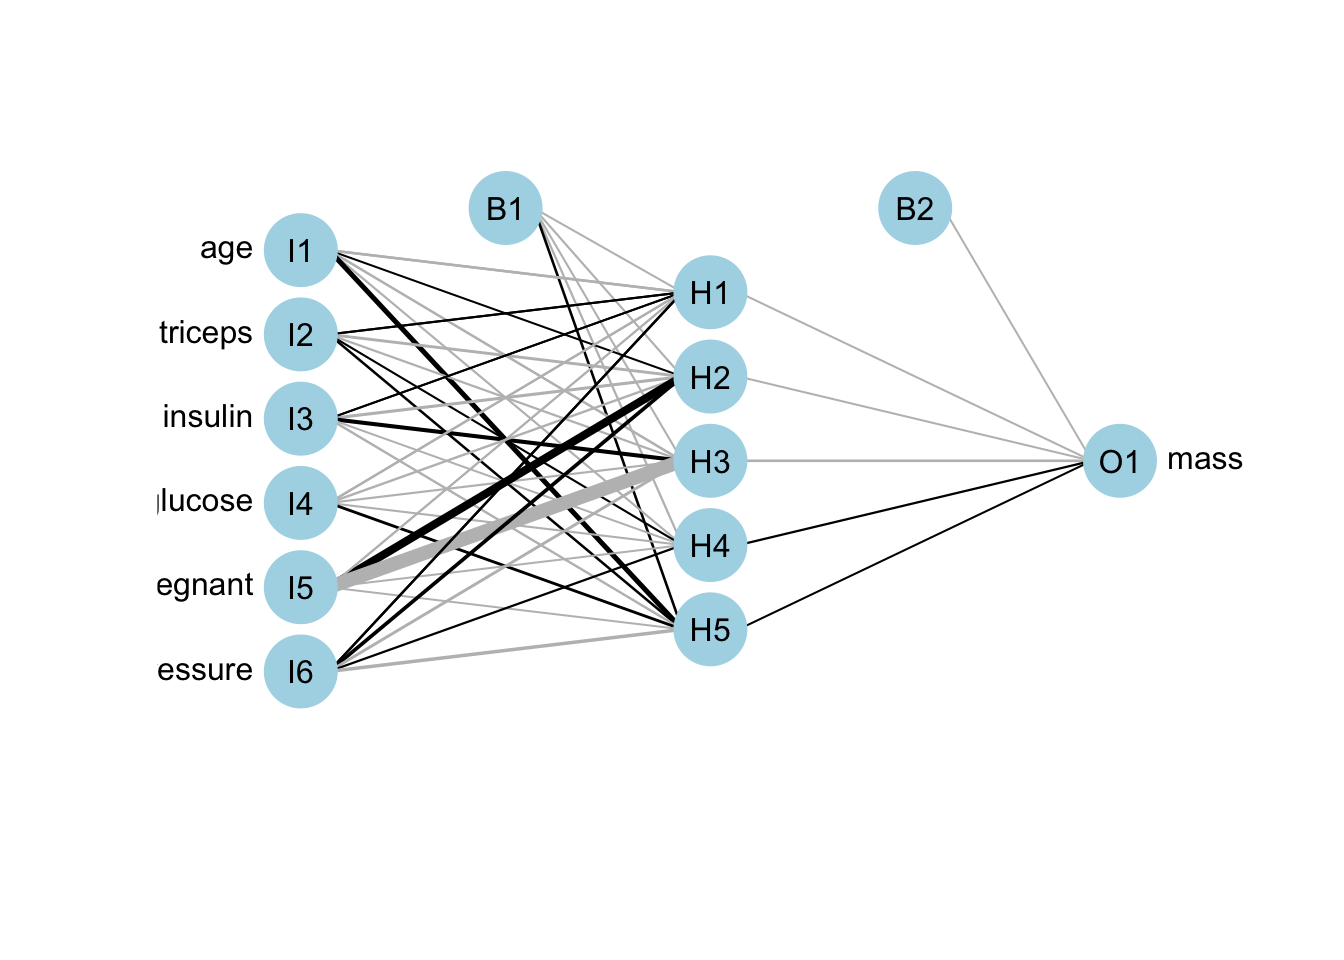 B1
B2
age I1
H1
triceps I2
H2
insulin I3
H3
O1 mass
lucose I4
H4
egnant I5
H5
essure I6